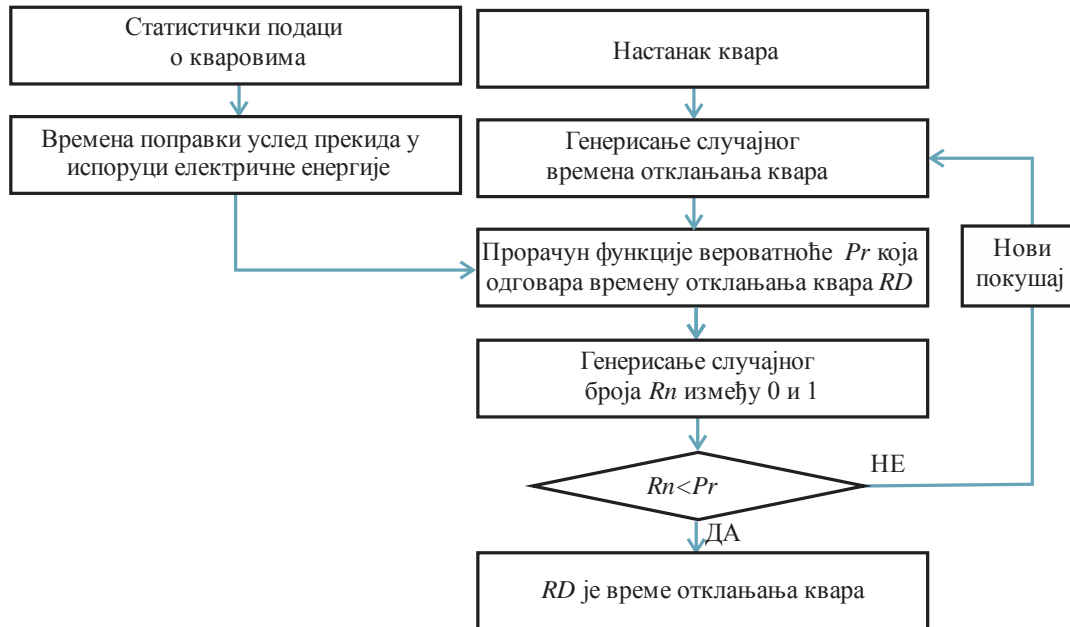 Статистички подаци
о кваровима
Времена поправки услед прекида у
испоруци електричне енергије
Настанак квара
Генерисање случајног
времена отклањања квара
Прорачун функције вероватноће Pr која
одговара времену отклањања квара RD
Нови
покушај
Генерисање случајног
броја Rn између 0 и 1
Rn<Pr
НЕ
ДА
RD је време отклањања квара